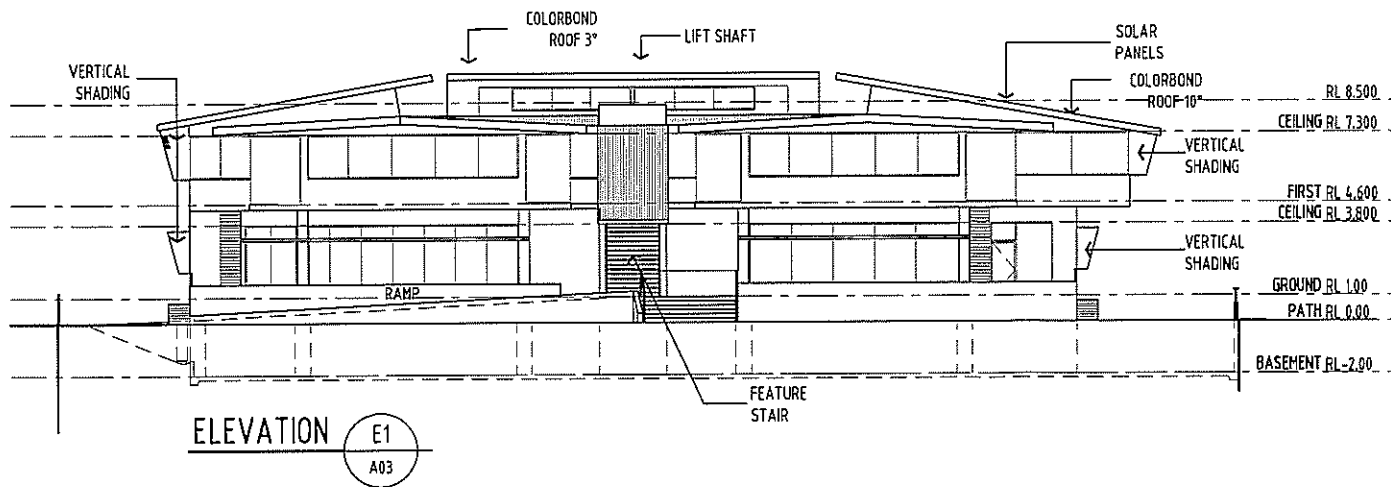 COLORBOND
ROOF 3°
LIFT SHAFT
SOLAR
PANELS
VERTICAL
SHADING
COLORBOND
ROOF 10°
RL 8.500
CEILING RL 7.300
VERTICAL
SHADING
FIRST RL 4.600
CEILING RL 3.800
VERTICAL
SHADING
RAMP
GROUND RL 1.00
PATH RL 0.00
BASEMENT RL-2.00
FEATURE
STAIR
ELEVATION
E1
A03